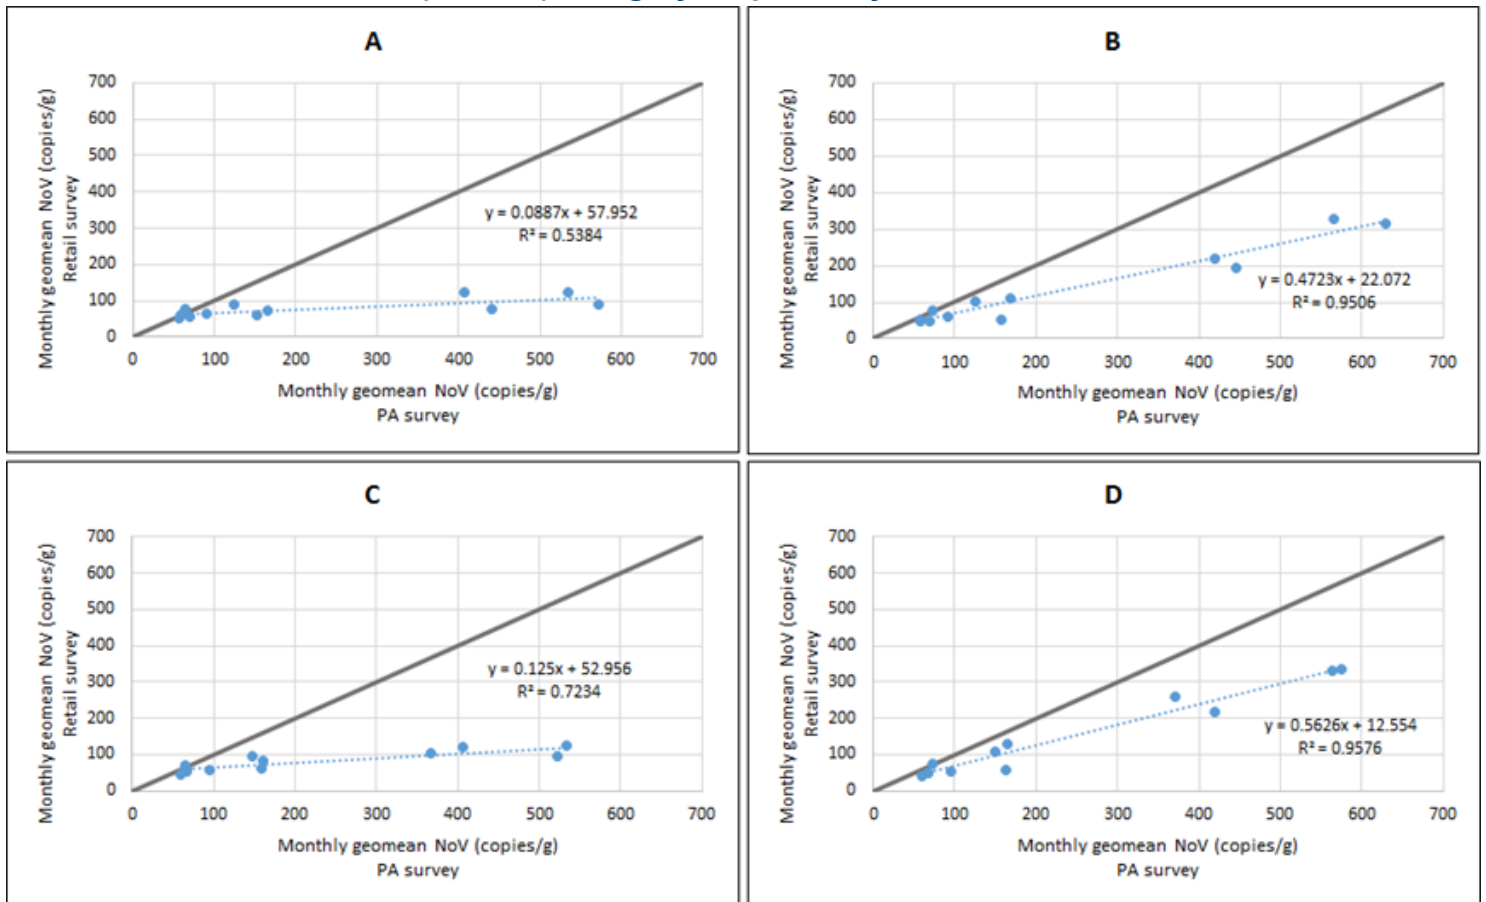 A
700
600
500
400
300
200
100
0
Monthly geomean NoV (copies/g)
Retail survey
y = 0.0887x + 57.952
R² = 0.5384
0 100 200 300 400 500 600 700
Monthly geomean NoV (copies/g)
PA survey
B
700
600
500
400
300
200
100
0
Monthly geomean NoV (copies/g)
Retail survey
y = 0.4723x + 22.072
R² = 0.9506
0 100 200 300 400 500 600 700
Monthly geomean NoV (copies/g)
PA survey
C
700
600
500
400
300
200
100
0
Monthly geomean NoV (copies/g)
Retail survey
y = 0.125x + 52.956
R² = 0.7234
0 100 200 300 400 500 600 700
Monthly geomean NoV (copies/g)
PA survey
D
700
600
500
400
300
200
100
0
Monthly geomean NoV (copies/g)
Retail survey
y = 0.5626x + 12.554
R² = 0.9576
0 100 200 300 400 500 600 700
Monthly geomean NoV (copies/g)
PA survey